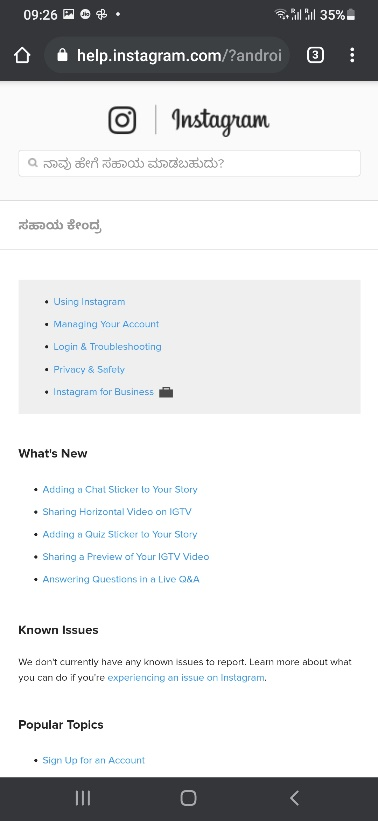 09:26
35%
help.instagram.com/?androi
3
Instagram
ನಾವು ಹೇಗೆ ಸಹಾಯ ಮಾಡಬಹುದು?
ಸಹಾಯ ಕೇಂದ್ರ
Using Instagram
Managing Your Account
Login & Troubleshooting
Privacy & Safety
Instagram for Business
What's New
Adding a Chat Sticker to Your Story
Sharing Horizontal Video on IGTV
Adding a Quiz Sticker to Your Story
Sharing a Preview of Your IGTV Video
Answering Questions in a Live Q&A
Known Issues
We don't currently have any known issues to report. Learn more about what
you can do if you're experiencing an issue on Instagram.
Popular Topics
Sign Up for an Account